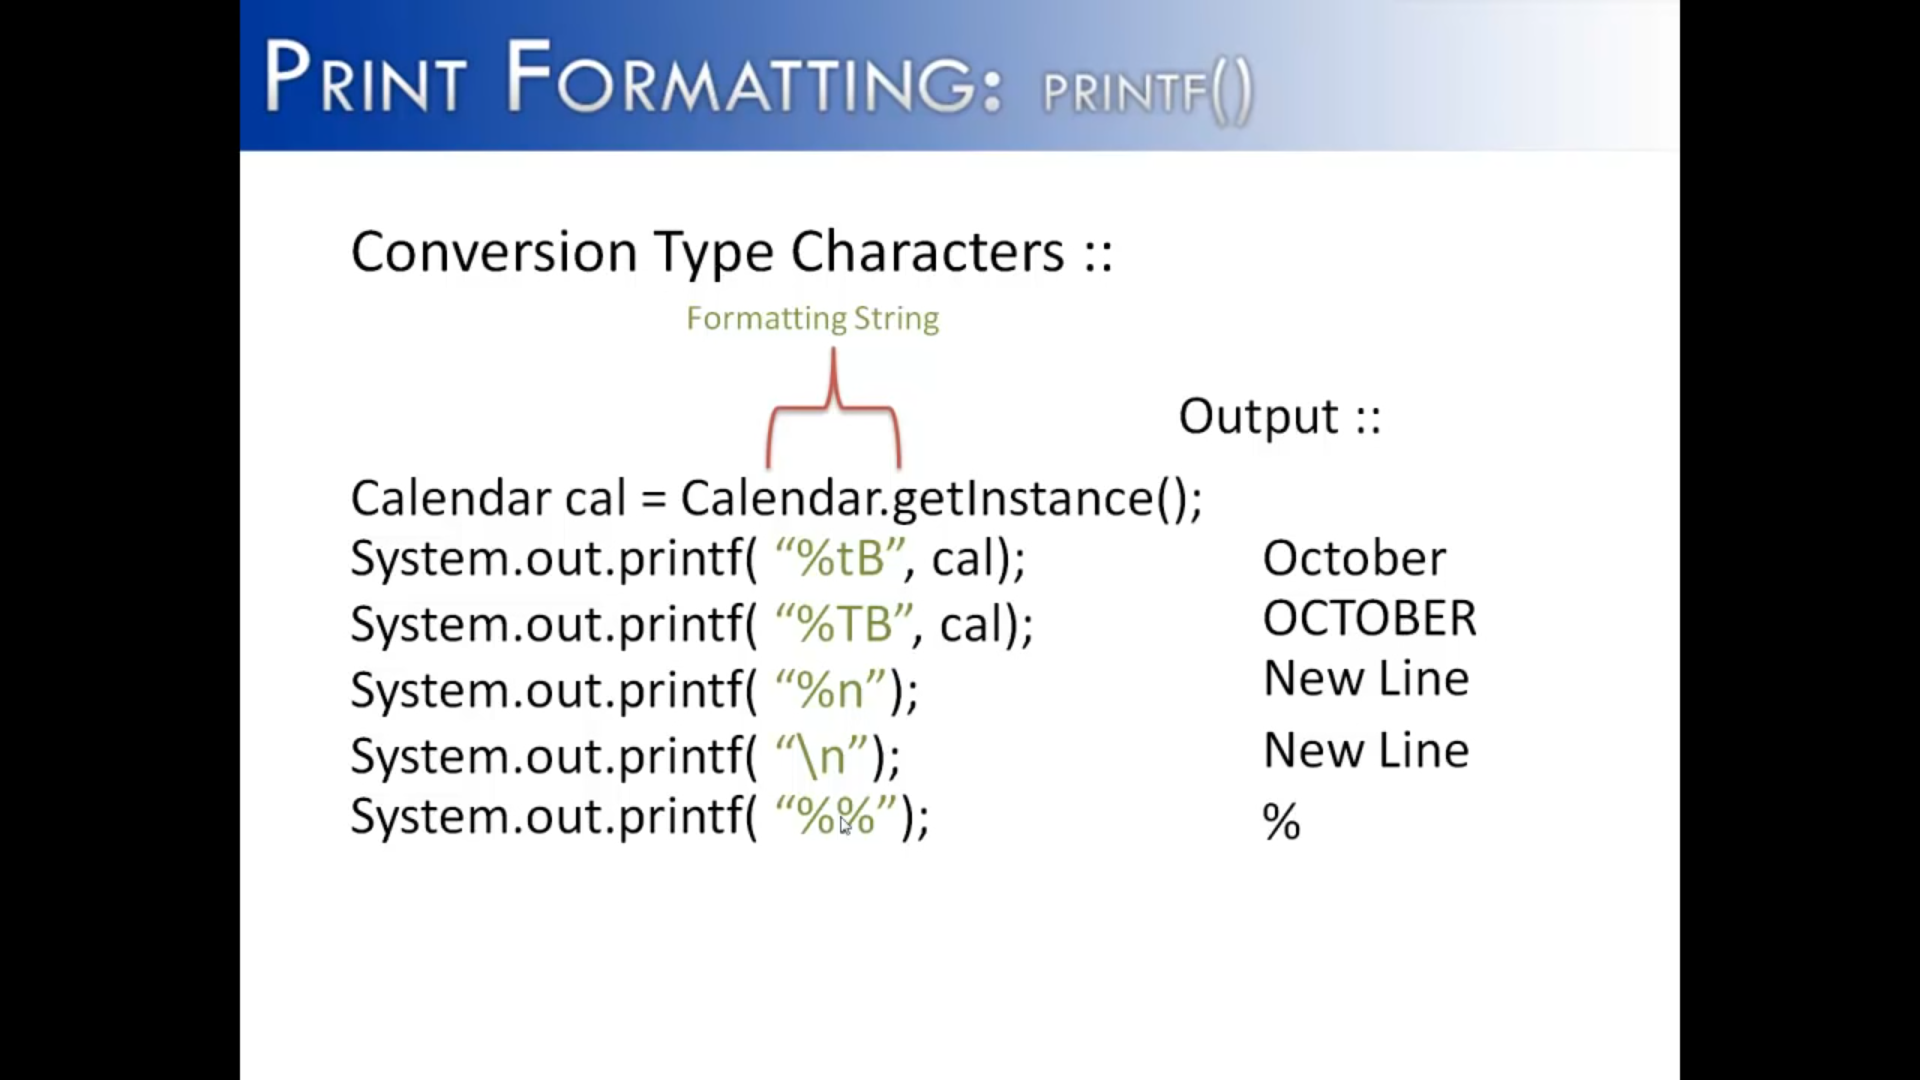 PRINT FORMATTING: PRINTF()
Conversion Type Characters ::
Formatting String
Output ::
Calendar cal = Calendar.getInstance();
System.out.printf( “%tB”, cal); October
System.out.printf( “%TB”, cal); OCTOBER
System.out.printf( “%n”); New Line
System.out.printf( “\n”); New Line
System.out.printf( “%%”); %